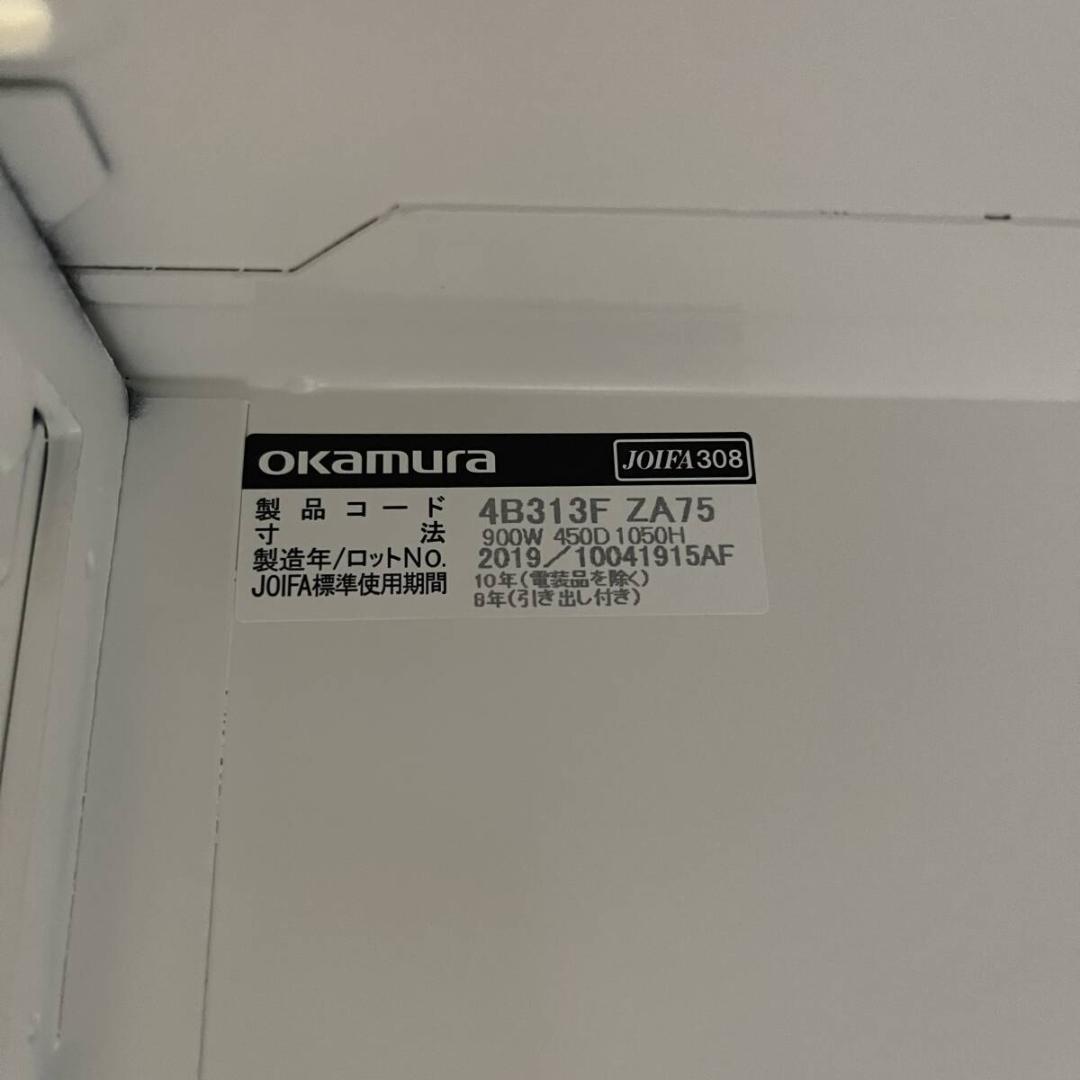 OKAMURA JOIFA308
製品コード 4B313F ZA75
寸法 900W 450D 1050H
製造年/ロットNo. 2019/10041915AF
JOIFA標準使用期間 10年(電装品を除く)
8年(引き出し付き)